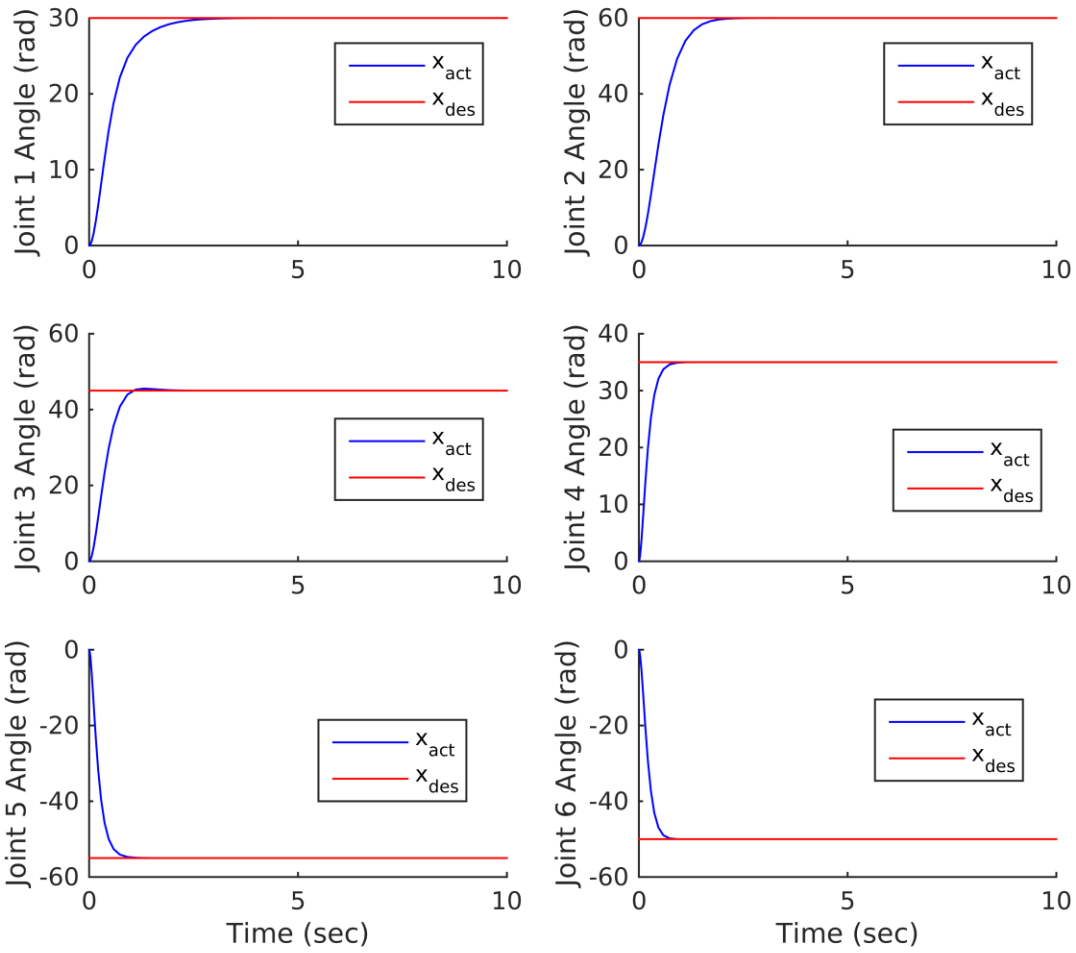 Joint 1 Angle (rad)
30
20
10
0
0
5
10
x_act
x_des
Joint 2 Angle (rad)
60
40
20
0
0
5
10
x_act
x_des
Joint 3 Angle (rad)
60
40
20
0
0
5
10
x_act
x_des
Joint 4 Angle (rad)
40
30
20
10
0
0
5
10
x_act
x_des
Joint 5 Angle (rad)
0
-20
-40
-60
0
5
10
Time (sec)
x_act
x_des
Joint 6 Angle (rad)
0
-20
-40
-60
0
5
10
Time (sec)
x_act
x_des